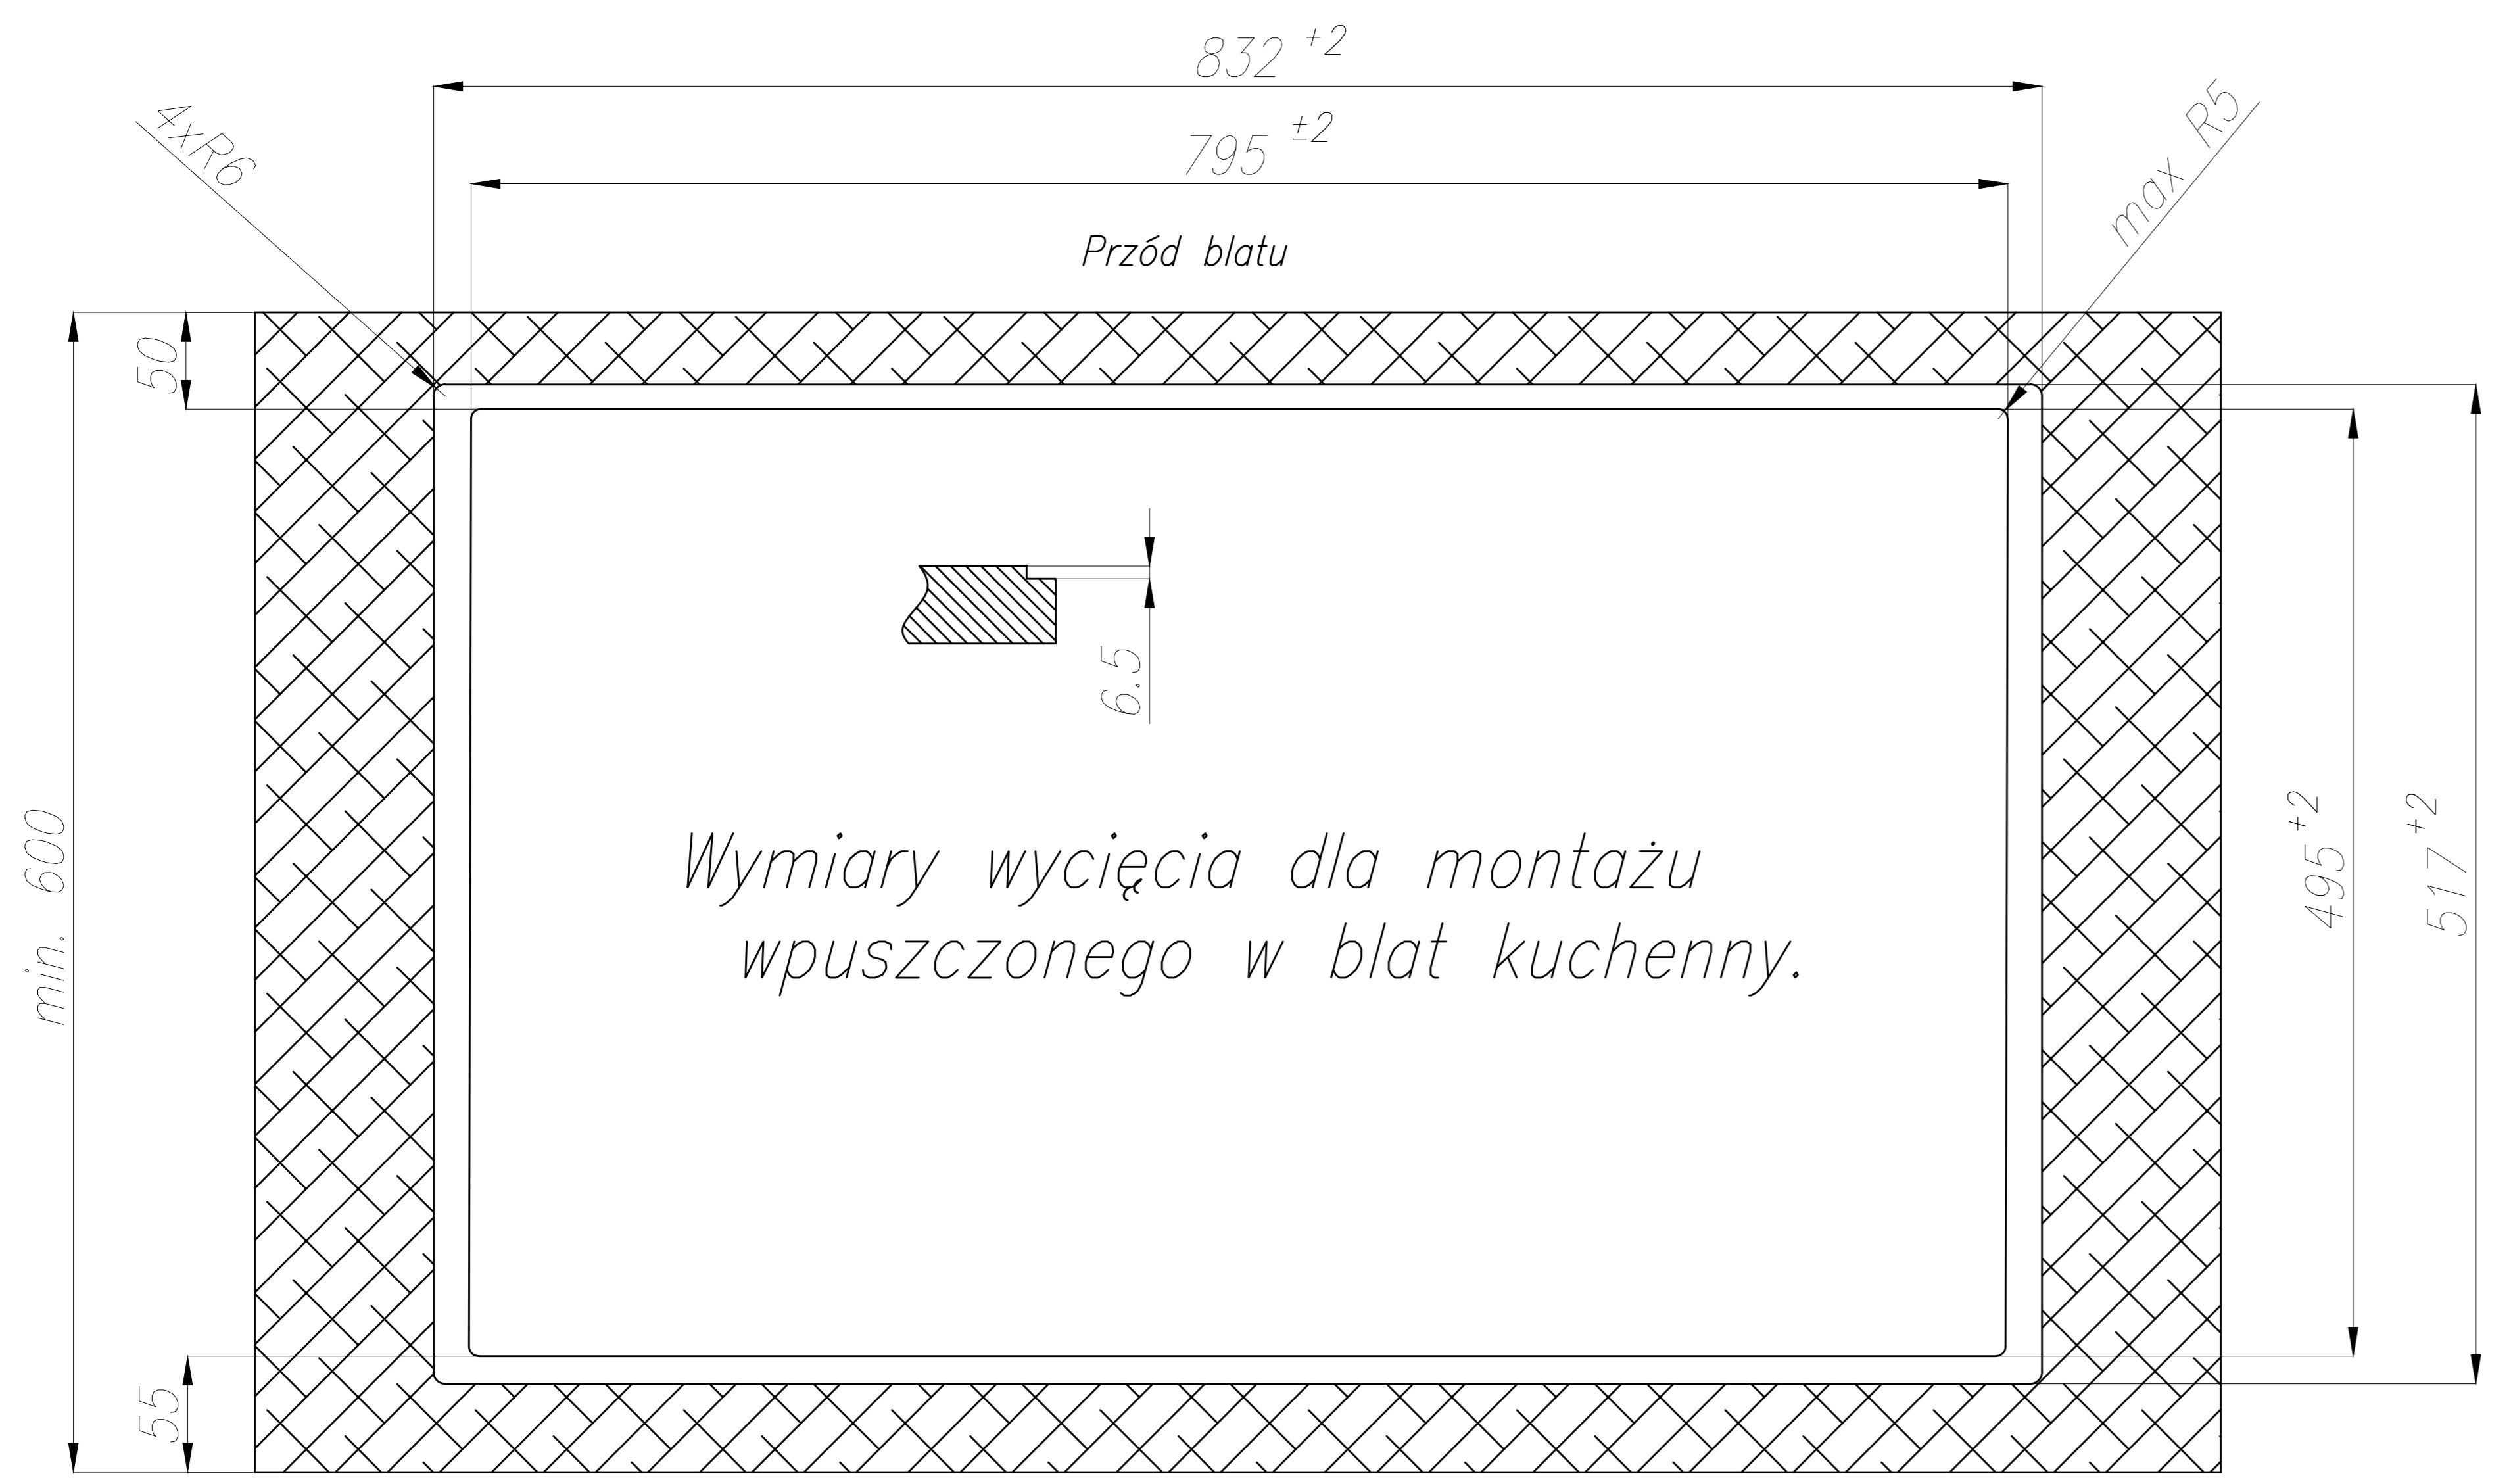 832 +2
795 ±2
4xR6
max R5
Przód blatu
50
6.5
min. 600
Wymiary wycięcia dla montażu
wpuszczonego w blat kuchenny.
495 +2
517 +2
55